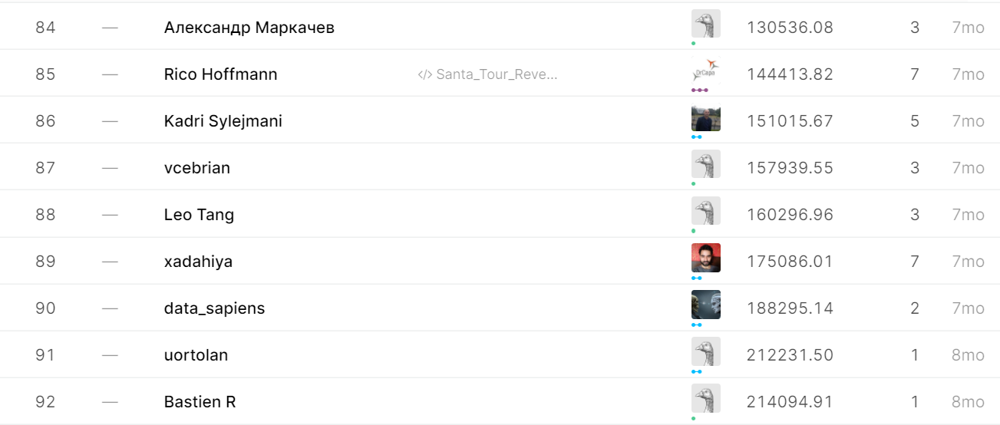 84 — Александр Маркачев 130536.08 3 7mo
85 — Rico Hoffmann </> Santa_Tour_Reve... DrCapa 144413.82 7 7mo
86 — Kadri Sylejmani 151015.67 5 7mo
87 — vcebrian 157939.55 3 7mo
88 — Leo Tang 160296.96 3 7mo
89 — xadahiya 175086.01 7 7mo
90 — data_sapiens 188295.14 2 7mo
91 — uortolan 212231.50 1 8mo
92 — Bastien R 214094.91 1 8mo